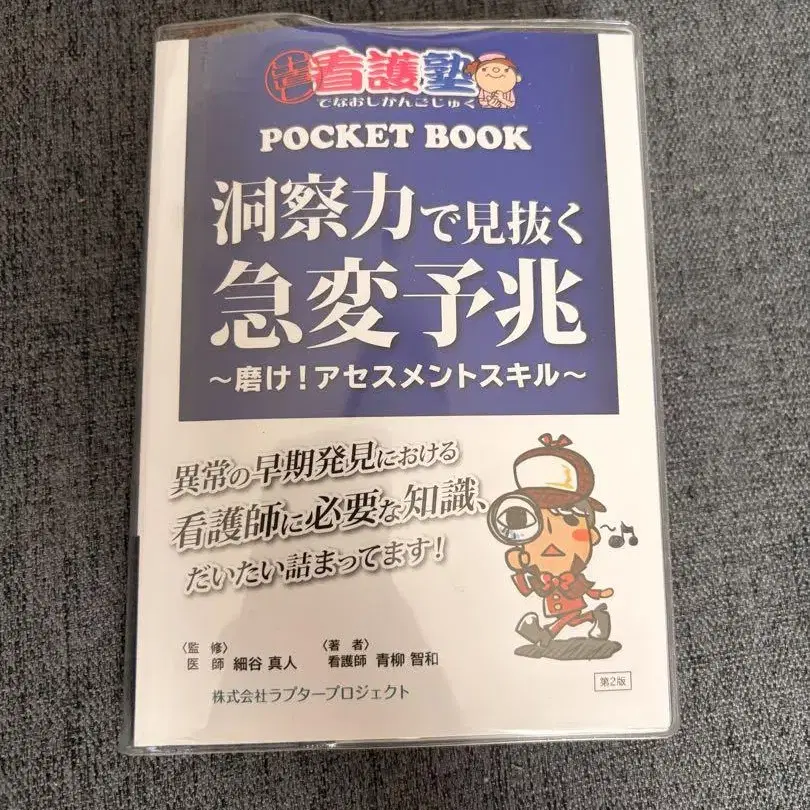 出直し看護塾
でなおしかんごじゅく
POCKET BOOK
洞察力で見抜く
急変予兆
～磨け！アセスメントスキル～
異常の早期発見における
看護師に必要な知識、
だいたい詰まってます！
〈監 修〉 〈著 者〉
医 師 細谷 真人 看護師 青柳 智和
株式会社ラプタープロジェクト
第2版